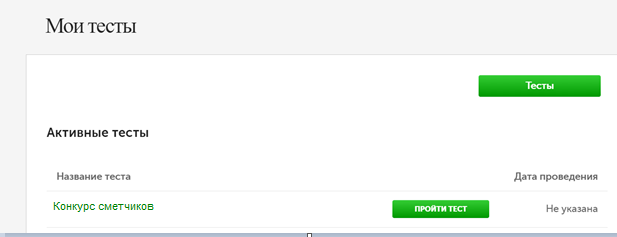 Мои тесты
Тесты
Активные тесты
Название теста Дата проведения
Конкурс сметчиков ПРОЙТИ ТЕСТ Не указана